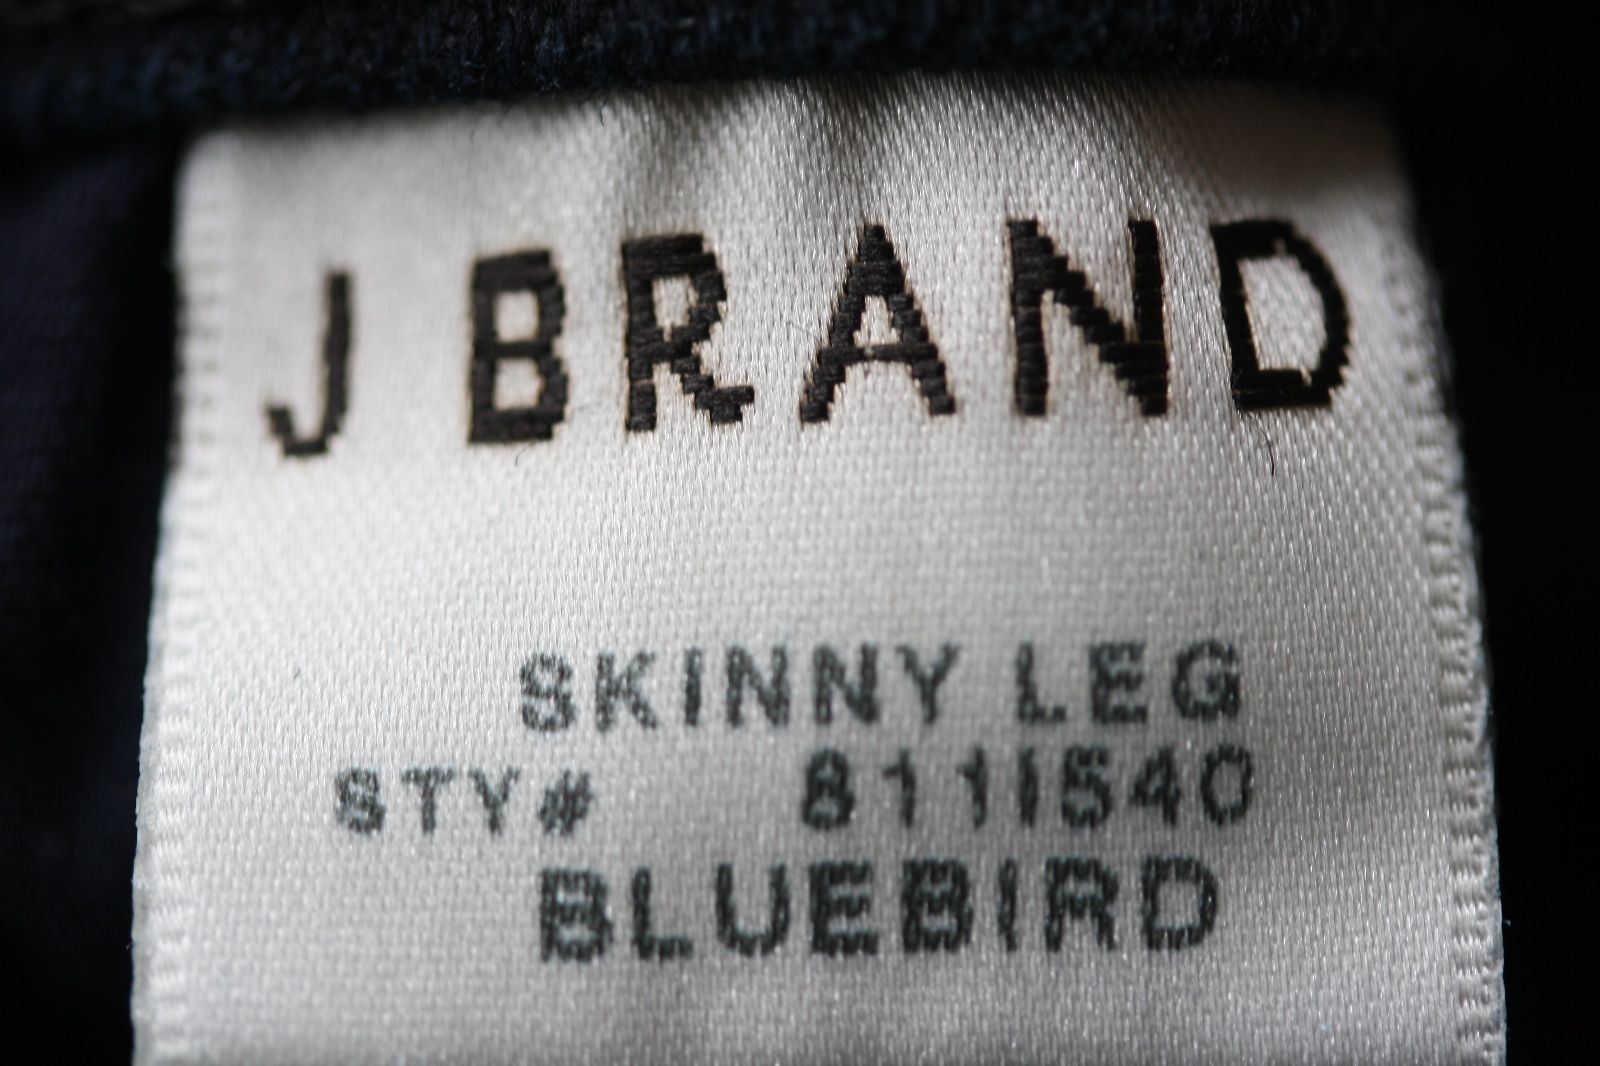 J BRAND
SKINNY LEG
STY# 811I540
BLUEBIRD